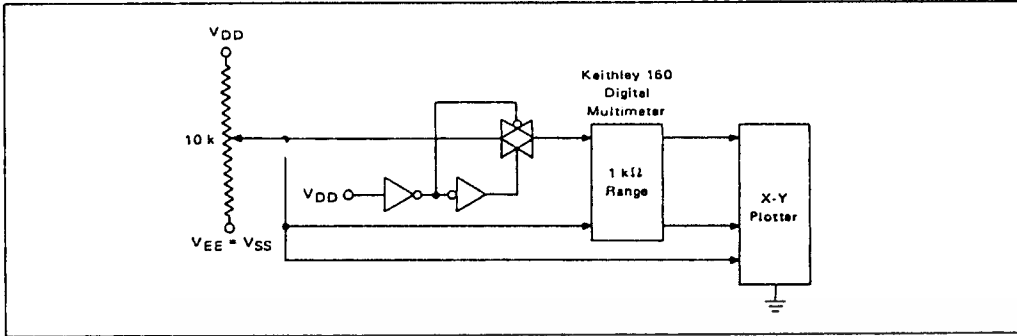 VDD
10 k
VEE = VSS
VDD
Keithley 160
Digital
Multimeter
1 kΩ
Range
X-Y
Plotter